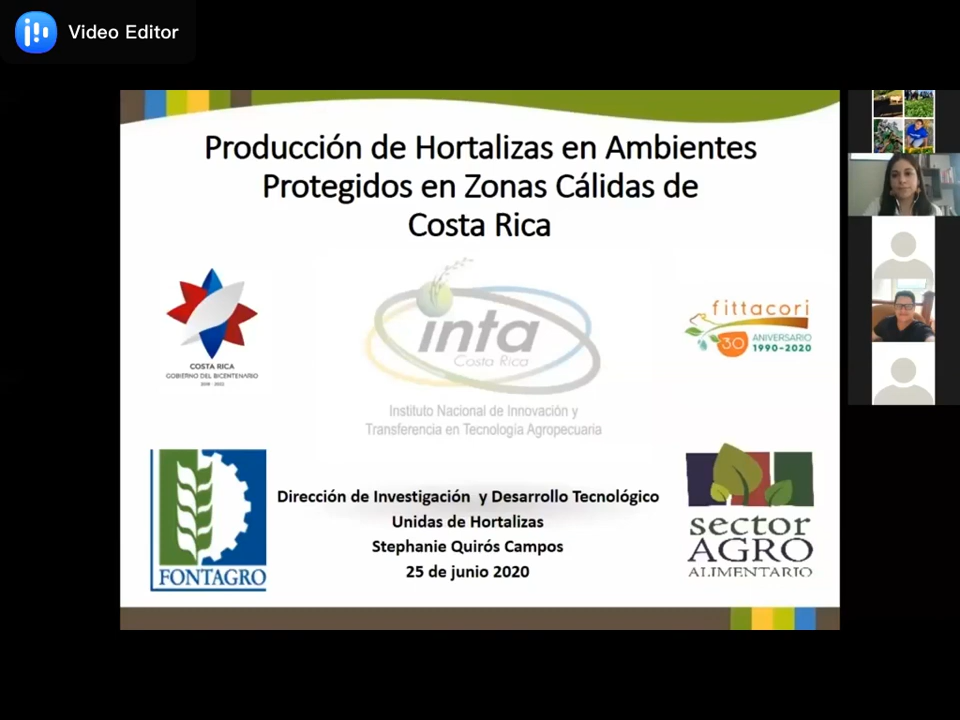 Video Editor
Producción de Hortalizas en Ambientes
Protegidos en Zonas Cálidas de
Costa Rica
COSTA RICA
GOBIERNO DEL BICENTENARIO
inta
Costa Rica
fittacori
30 ANIVERSARIO
1990-2020
Instituto Nacional de Innovación y
Transferencia en Tecnología Agropecuaria
FONTAGRO
Dirección de Investigación y Desarrollo Tecnológico
Unidas de Hortalizas
Stephanie Quirós Campos
25 de junio 2020
sector
AGRO
ALIMENTARIO